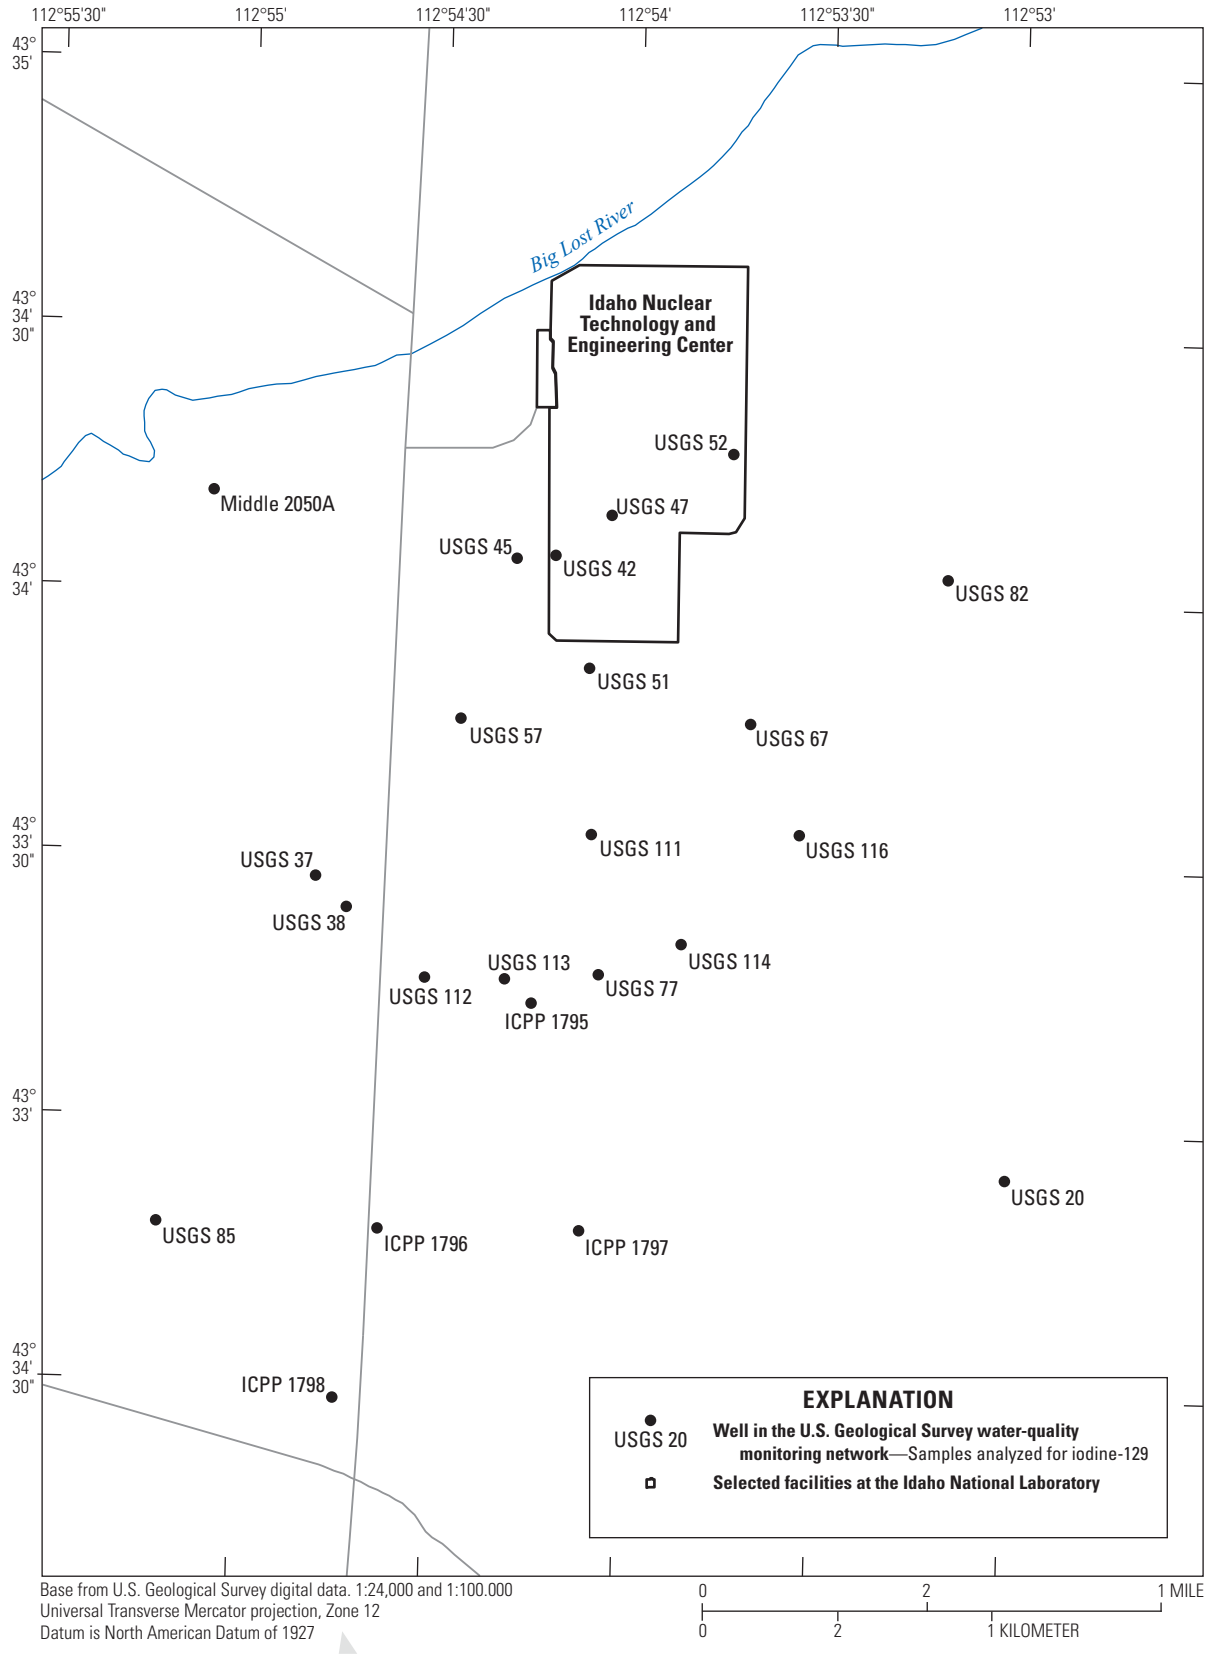 112°55'30"
112°55'
112°54'30"
112°54'
112°53'30"
112°53'
43°
35'
Big Lost River
43°
34'
30"
Idaho Nuclear
Technology and
Engineering Center
USGS 52
Middle 2050A
USGS 47
USGS 45
USGS 42
43°
34'
USGS 82
USGS 51
USGS 57
USGS 67
43°
33'
30"
USGS 111
USGS 116
USGS 37
USGS 38
USGS 113
USGS 114
USGS 112
USGS 77
ICPP 1795
43°
33'
USGS 20
USGS 85
ICPP 1796
ICPP 1797
43°
34'
30"
ICPP 1798
EXPLANATION
USGS 20
Well in the U.S. Geological Survey water-quality
monitoring network—Samples analyzed for iodine-129
Selected facilities at the Idaho National Laboratory
Base from U.S. Geological Survey digital data. 1:24,000 and 1:100.000
Universal Transverse Mercator projection, Zone 12
Datum is North American Datum of 1927
0 2 1 MILE
0 2 1 KILOMETER